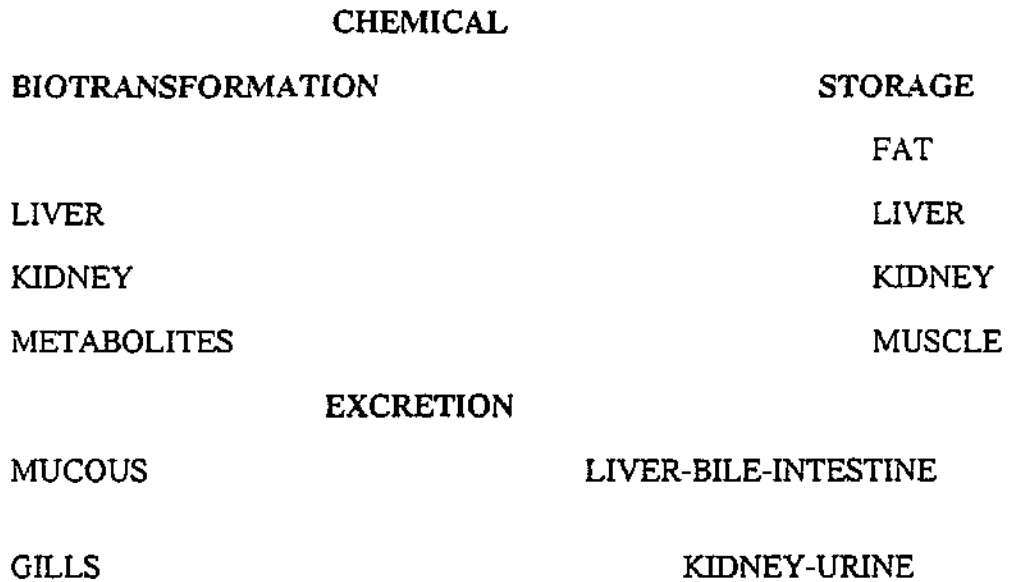 CHEMICAL
BIOTRANSFORMATION STORAGE
FAT
LIVER LIVER
KIDNEY KIDNEY
METABOLITES MUSCLE
EXCRETION
MUCOUS LIVER-BILE-INTESTINE
GILLS KIDNEY-URINE